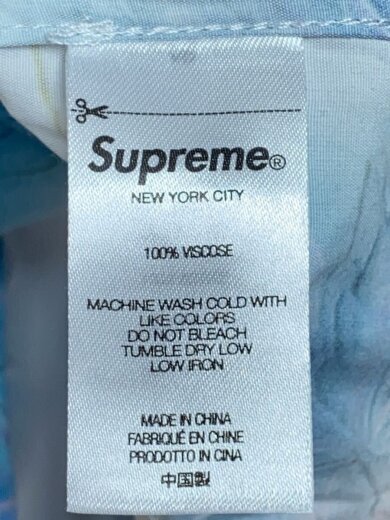 Supreme®
NEW YORK CITY
100% VISCOSE
MACHINE WASH COLD WITH
LIKE COLORS
DO NOT BLEACH
TUMBLE DRY LOW
LOW IRON
MADE IN CHINA
FABRIQUÉ EN CHINE
PRODOTTO IN CINA
中国製